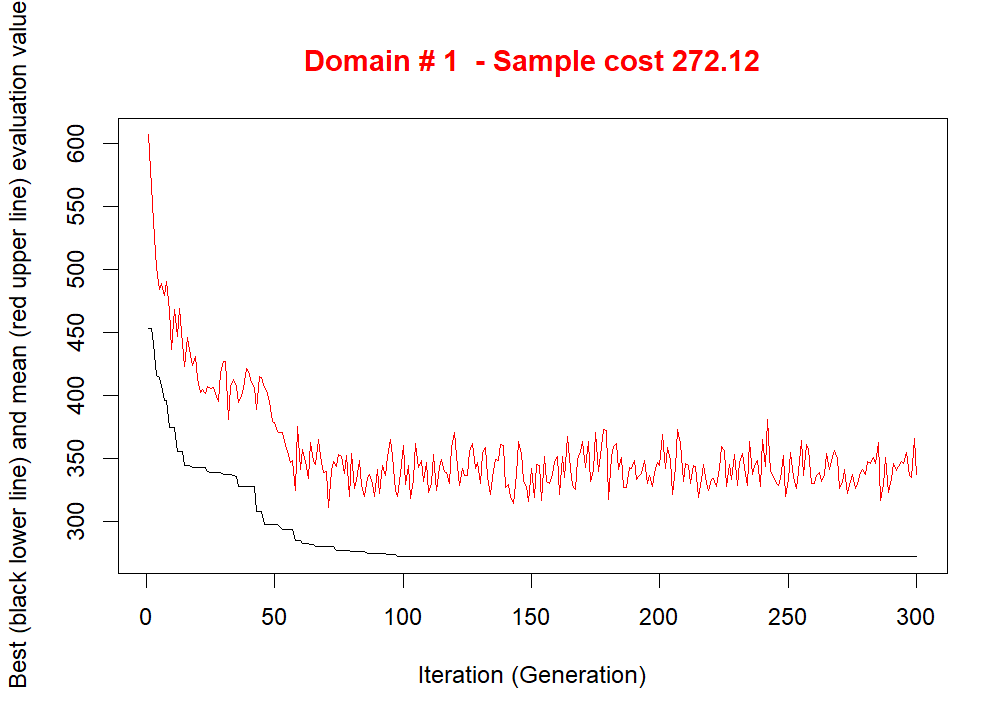 Domain # 1  - Sample cost 272.12
Best (black lower line) and mean (red upper line) evaluation value
600
550
500
450
400
350
300
0 50 100 150 200 250 300
Iteration (Generation)